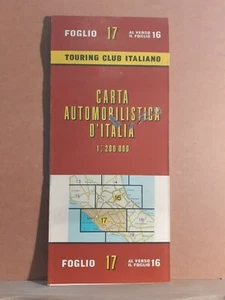 FOGLIO 17 AL VERSO IL FOGLIO 16
TOURING CLUB ITALIANO
CARTA
AUTOMOBILISTICA
D'ITALIA
1:200 000
16
17
FOGLIO 17 AL VERSO IL FOGLIO 16